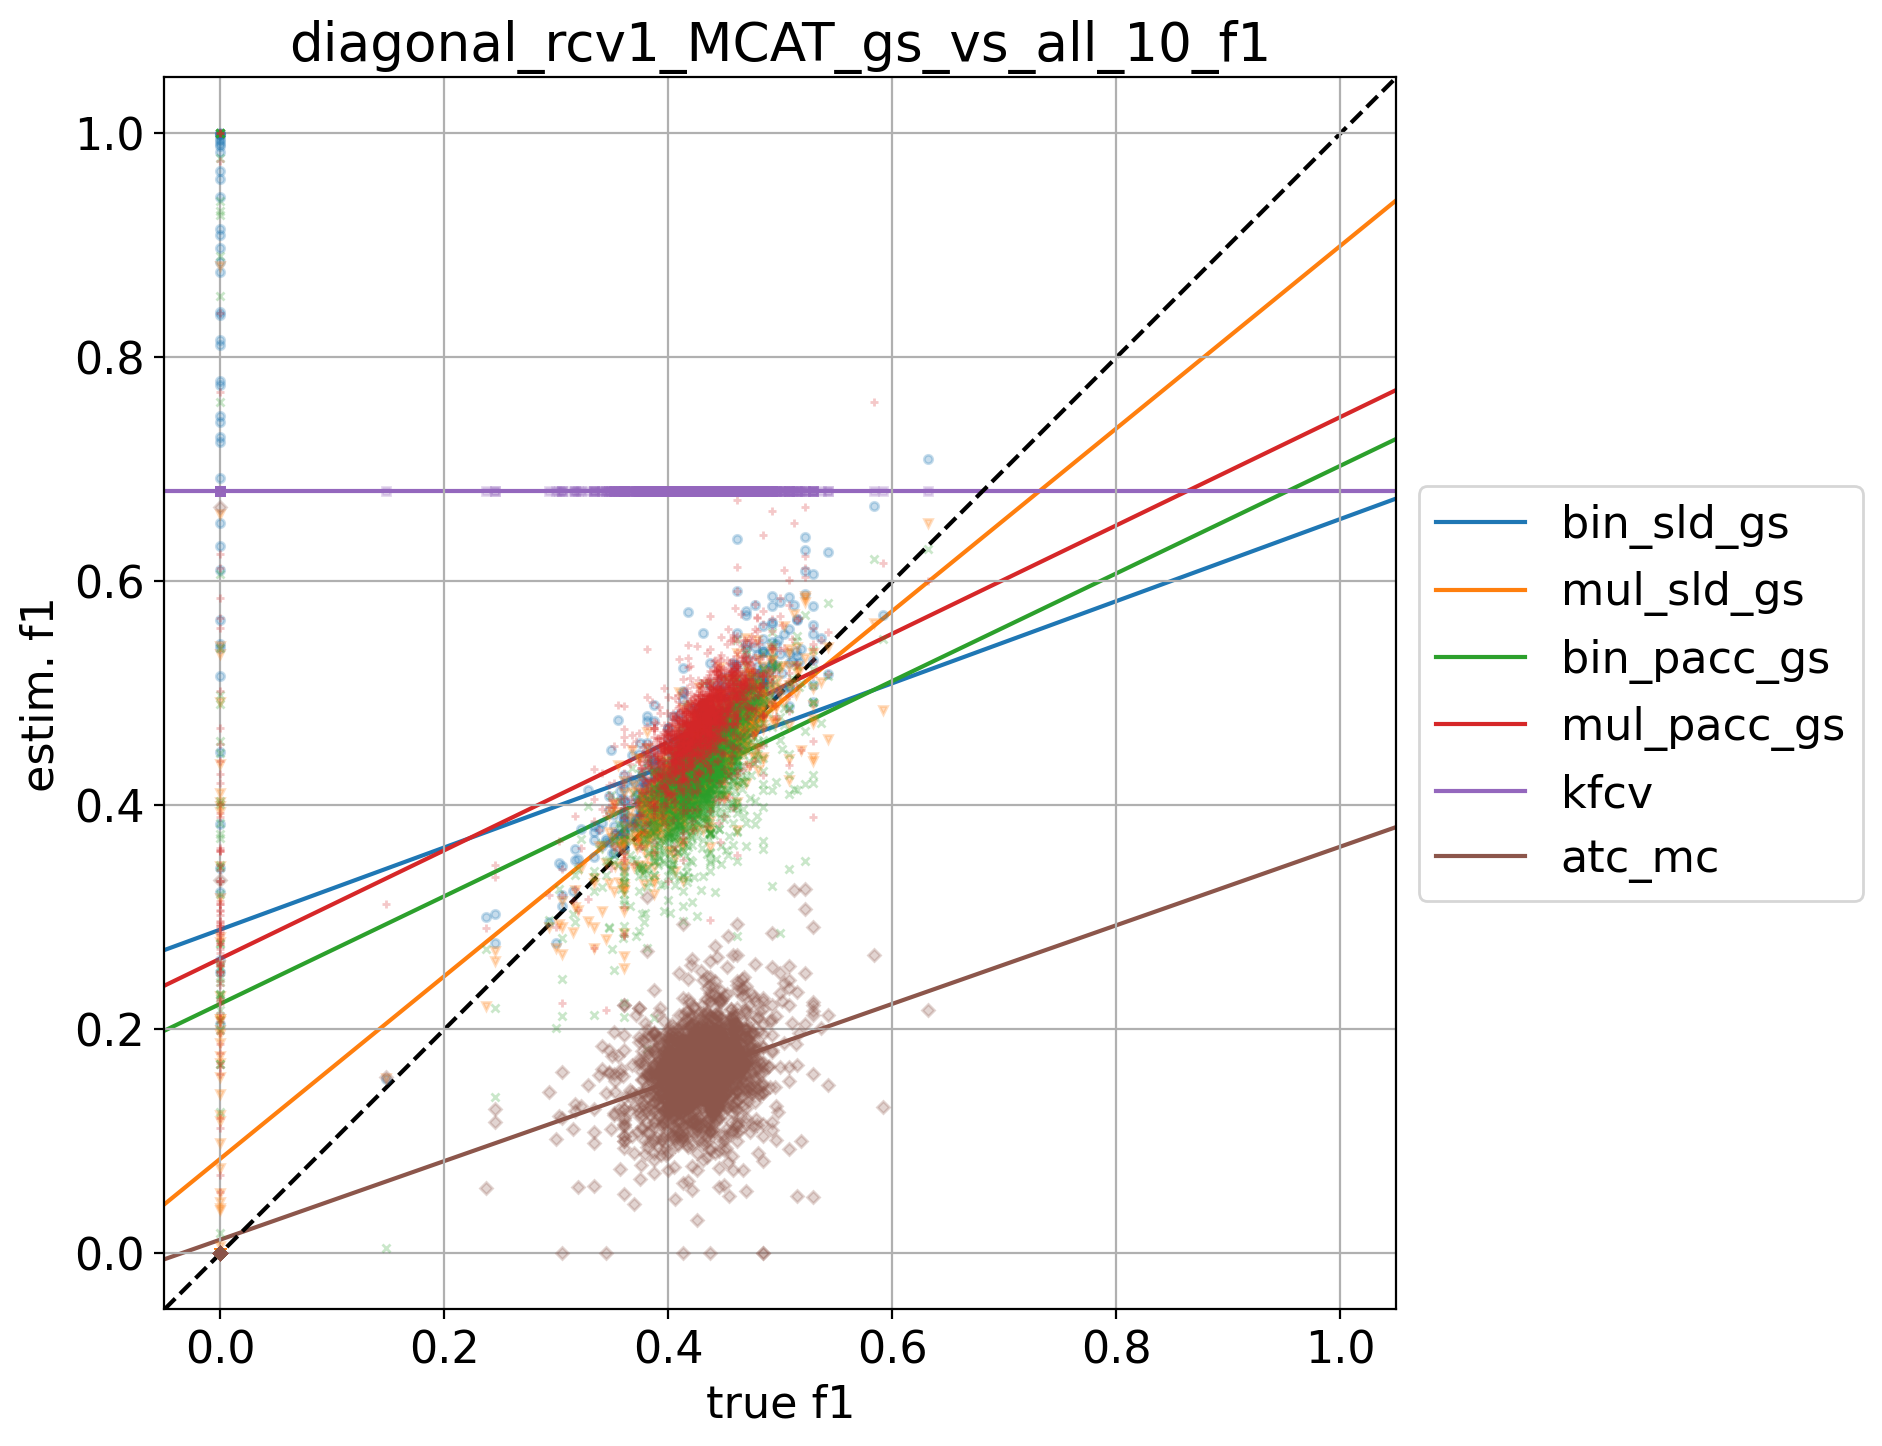 diagonal_rcv1_MCAT_gs_vs_all_10_f1
1.0
0.8
0.6
0.4
0.2
0.0
estim. f1
0.0 0.2 0.4 0.6 0.8 1.0
true f1
bin_sld_gs
mul_sld_gs
bin_pacc_gs
mul_pacc_gs
kfcv
atc_mc